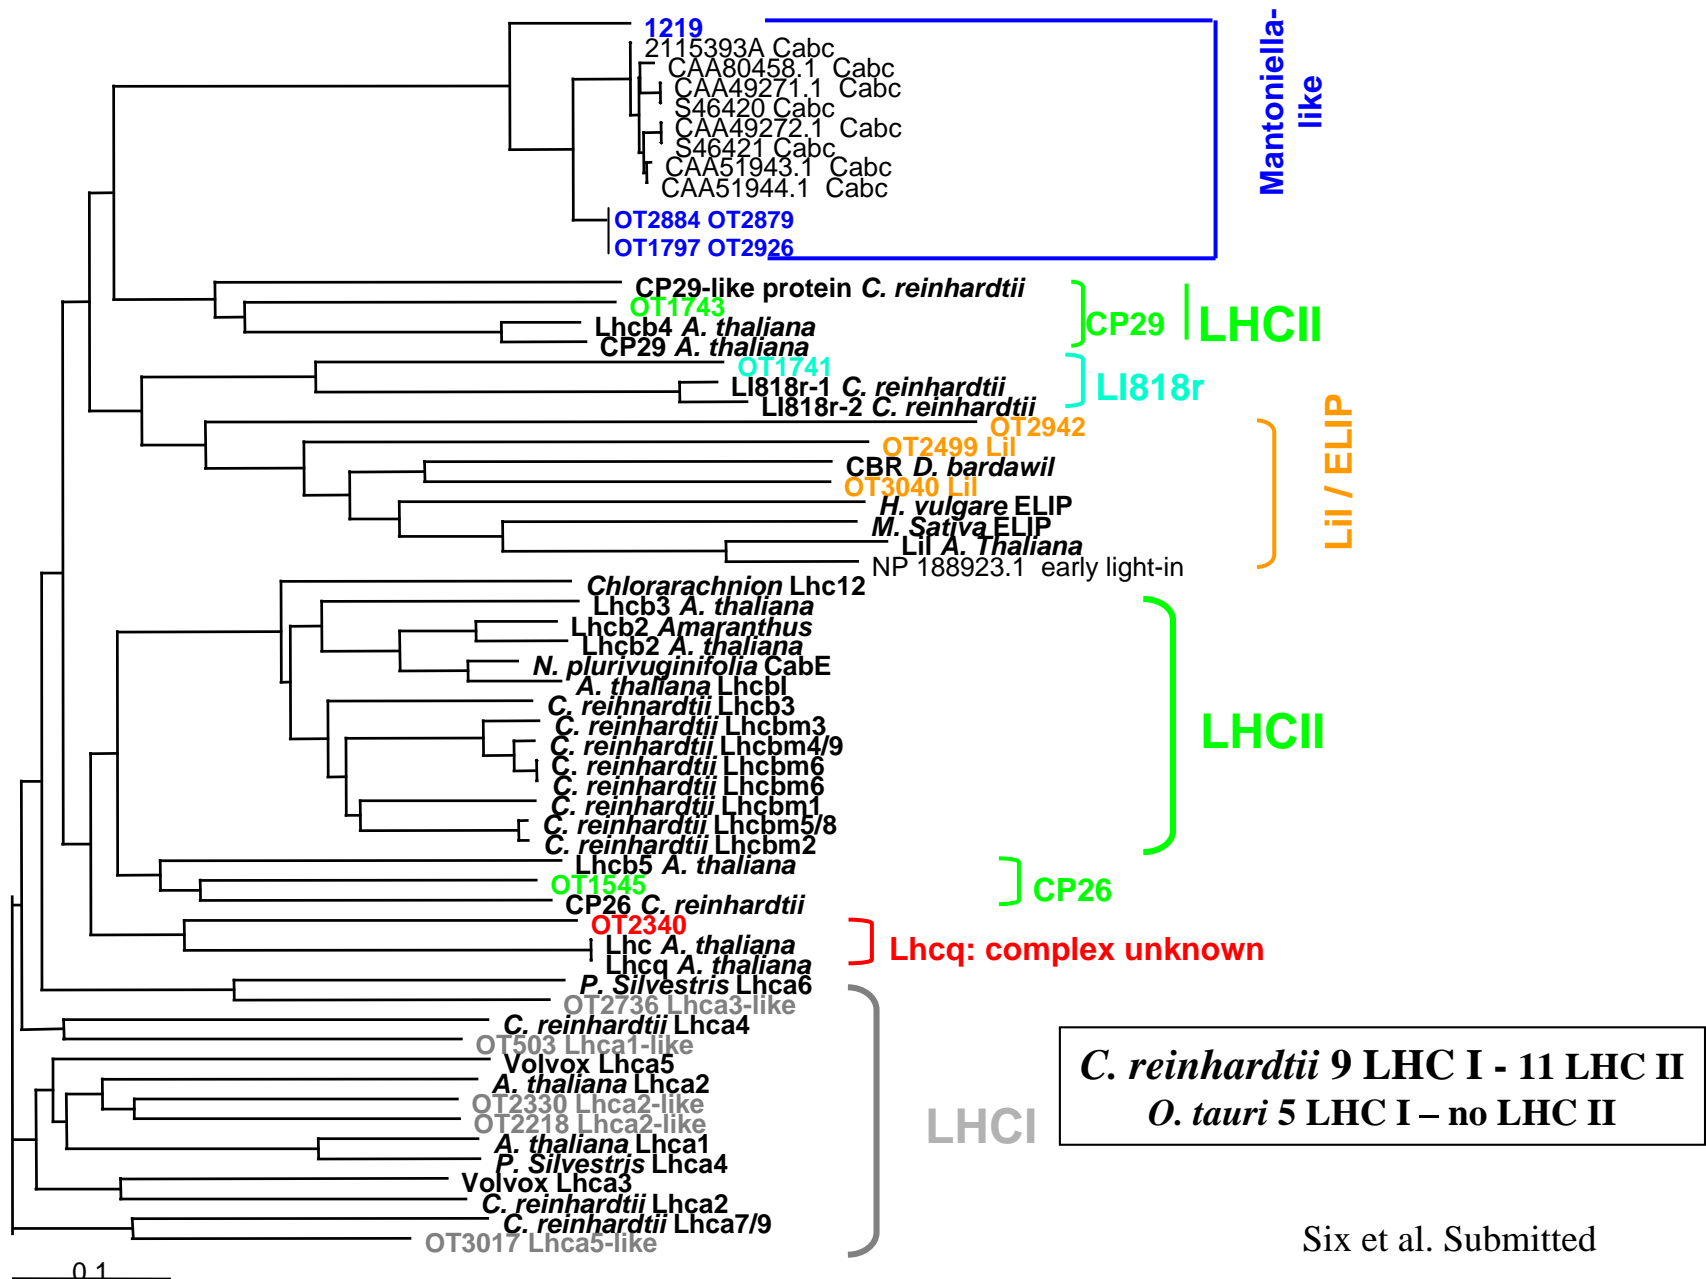 1219
2115393A Cabc
CAA80458.1 Cabc
CAA49271.1 Cabc
S46420 Cabc
CAA49272.1 Cabc
S46421 Cabc
CAA51943.1 Cabc
CAA51944.1 Cabc
OT2884 OT2879
OT1797 OT2926
Mantoniella-
like
CP29-like protein C. reinhardtii
OT1743
Lhcb4 A. thaliana
CP29 A. thaliana
CP29
LHCII
OT1741
LI818r-1 C. reinhardtii
LI818r-2 C. reinhardtii
LI818r
OT2942
OT2499 Lil
CBR D. bardawil
OT3040 Lil
H. vulgare ELIP
M. Sativa ELIP
Lil A. Thaliana
NP 188923.1 early light-in
Lil / ELIP
Chlorarachnion Lhc12
Lhcb3 A. thaliana
Lhcb2 Amaranthus
Lhcb2 A. thaliana
N. plurivuginifolia CabE
A. thaliana Lhcbl
C. reihnardtii Lhcb3
C. reinhardtii Lhcbm3
C. reinhardtii Lhcbm4/9
C. reinhardtii Lhcbm6
C. reinhardtii Lhcbm6
C. reinhardtii Lhcbm1
C. reinhardtii Lhcbm5/8
C. reinhardtii Lhcbm2
LHCII
Lhcb5 A. thaliana
OT1545
CP26 C. reinhardtii
CP26
OT2340
Lhc A. thaliana
Lhcq A. thaliana
Lhcq: complex unknown
P. Silvestris Lhca6
OT2736 Lhca3-like
C. reinhardtii Lhca4
OT503 Lhca1-like
Volvox Lhca5
A. thaliana Lhca2
OT2330 Lhca2-like
OT2218 Lhca2-like
A. thaliana Lhca1
P. Silvestris Lhca4
Volvox Lhca3
C. reinhardtii Lhca2
C. reinhardtii Lhca7/9
OT3017 Lhca5-like
LHCI
C. reinhardtii 9 LHC I - 11 LHC II
O. tauri 5 LHC I – no LHC II
Six et al. Submitted
0.1